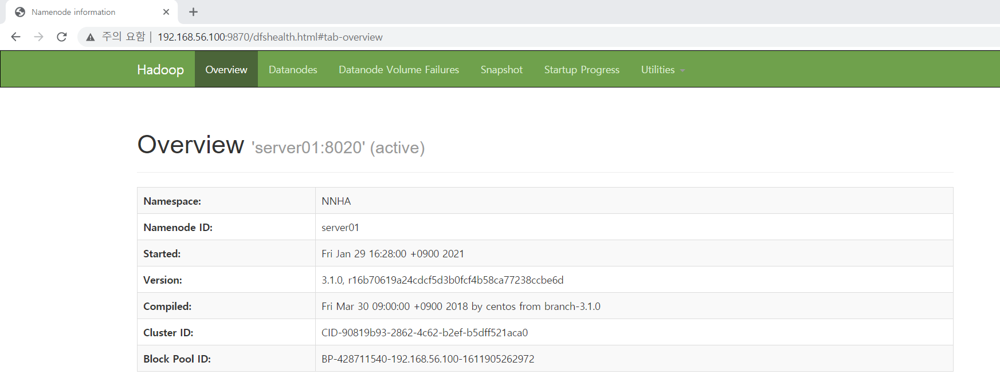 Namenode information
주의 요함 | 192.168.56.100:9870/dfshealth.html#tab-overview
Hadoop Overview Datanodes Datanode Volume Failures Snapshot Startup Progress Utilities
Overview 'server01:8020' (active)
Namespace: NNHA
Namenode ID: server01
Started: Fri Jan 29 16:28:00 +0900 2021
Version: 3.1.0, r16b70619a24cdcf5d3b0fcf4b58ca77238ccbe6d
Compiled: Fri Mar 30 09:00:00 +0900 2018 by centos from branch-3.1.0
Cluster ID: CID-90819b93-2862-4c62-b2ef-b5dff521aca0
Block Pool ID: BP-428711540-192.168.56.100-1611905262972